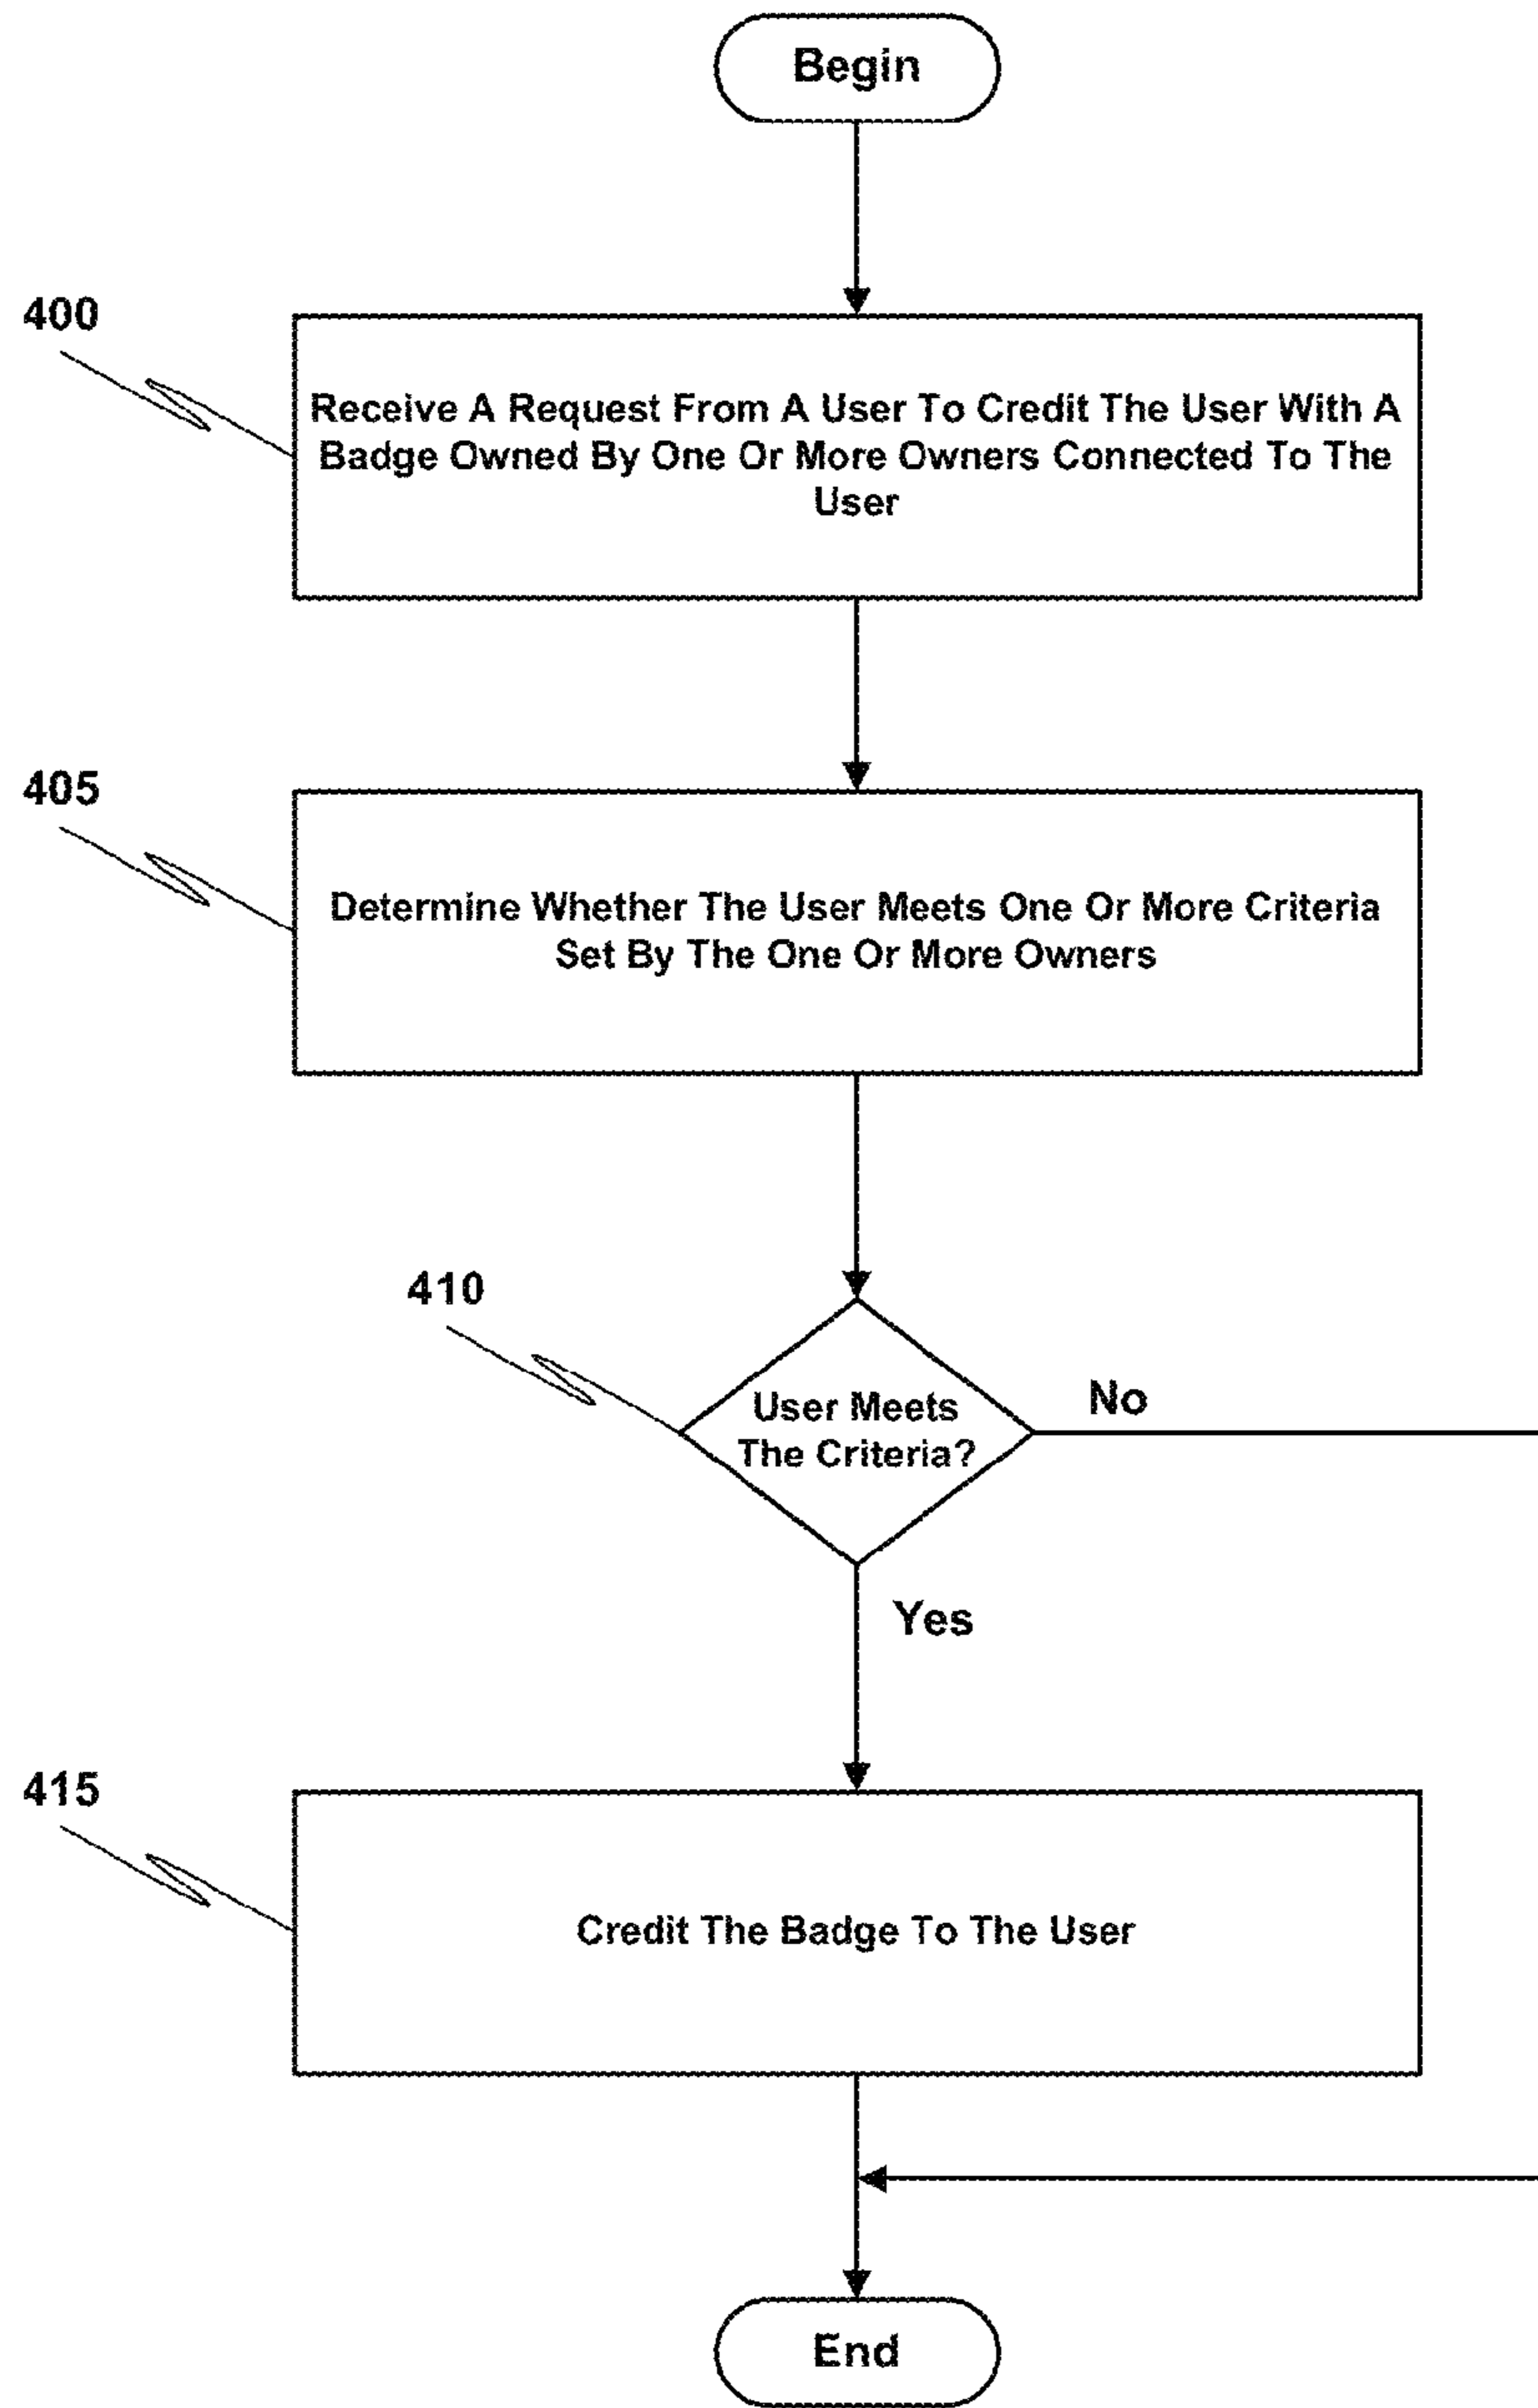 Begin
400
Receive A Request From A User To Credit The User With A
Badge Owned By One Or More Owners Connected To The
User
405
Determine Whether The User Meets One Or More Criteria
Set By The One Or More Owners
410
User Meets
The Criteria?
No
Yes
415
Credit The Badge To The User
End